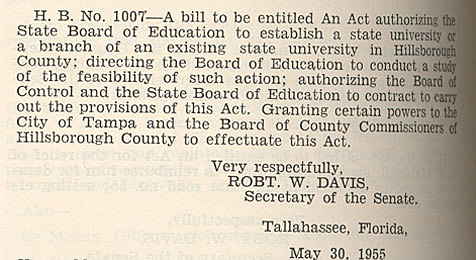 H. B. No. 1007—A bill to be entitled An Act authorizing the
State Board of Education to establish a state university or
a branch of an existing state university in Hillsborough
County; directing the Board of Education to conduct a study
of the feasibility of such action; authorizing the Board of
Control and the State Board of Education to contract to carry
out the provisions of this Act. Granting certain powers to the
City of Tampa and the Board of County Commissioners of
Hillsborough County to effectuate this Act.
Very respectfully,
ROBT. W. DAVIS,
Secretary of the Senate.
Tallahassee, Florida,
May 30, 1955